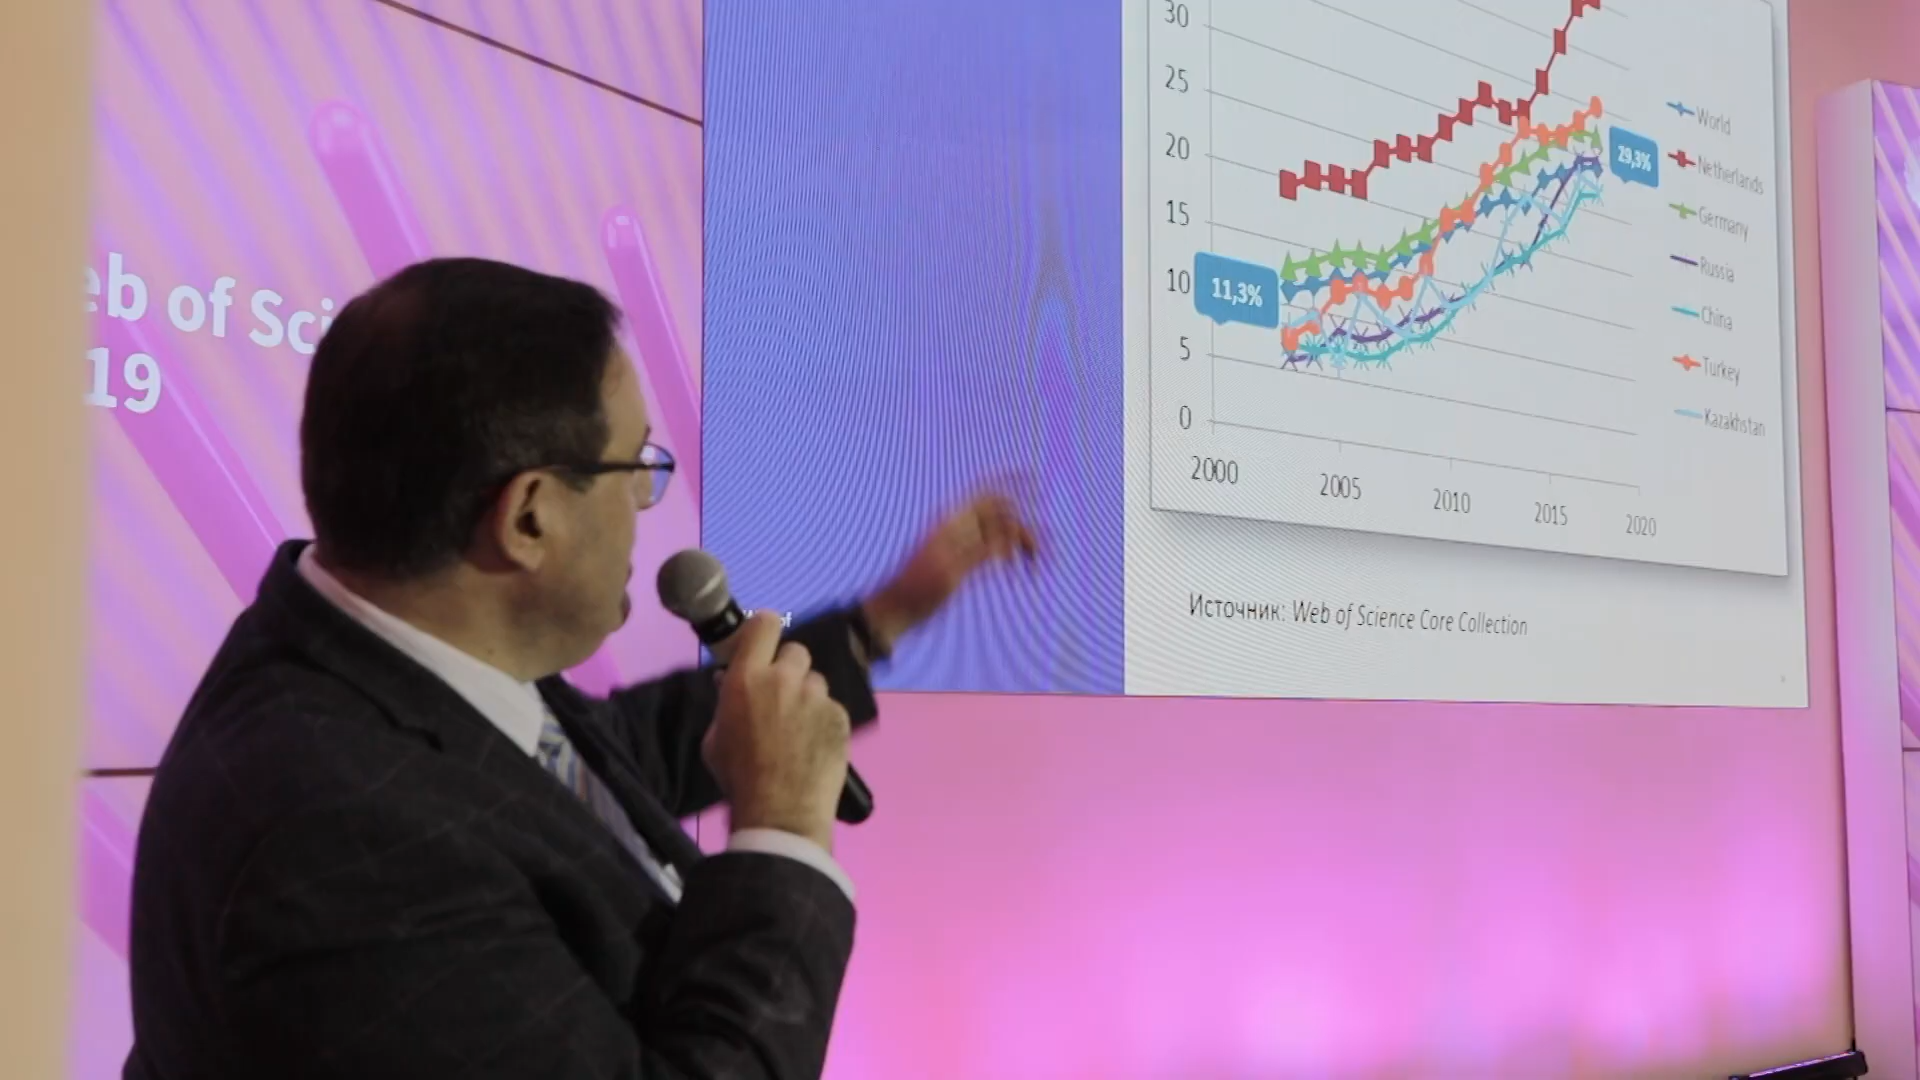 eb of Sci
19
of
30
25
20
15
10
5
0
2000
2005
2010
2015
2020
11,3%
29,3%
World
Netherlands
Germany
Russia
China
Turkey
Kazakhstan
Источник: Web of Science Core Collection